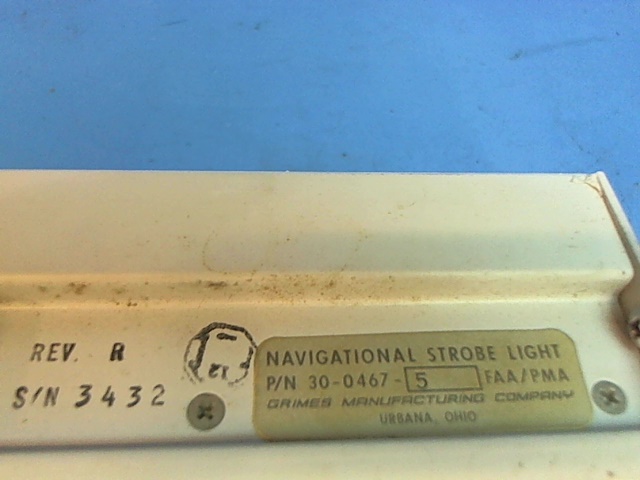 REV. R
S/N 3432
NAVIGATIONAL STROBE LIGHT
P/N 30-0467-5 FAA/PMA
GRIMES MANUFACTURING COMPANY
URBANA, OHIO